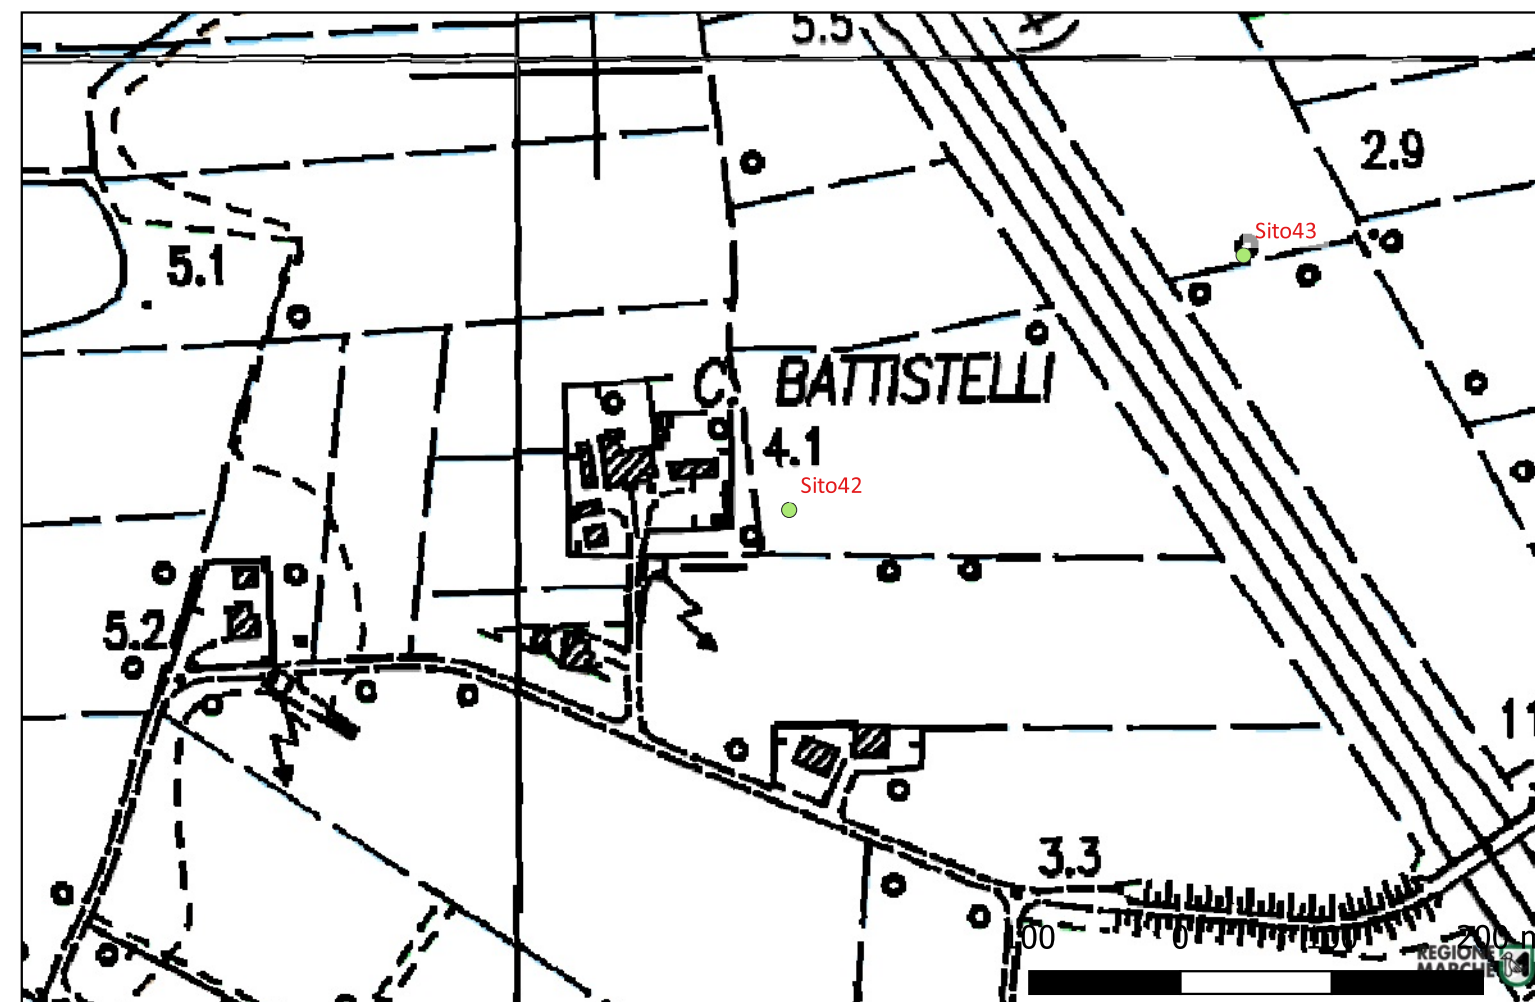 5.5
2.9
Sito43
5.1
C. BATTISTELLI
4.1
Sito42
5.2
3.3
0
100
200 m
REGIONE
MARCHE